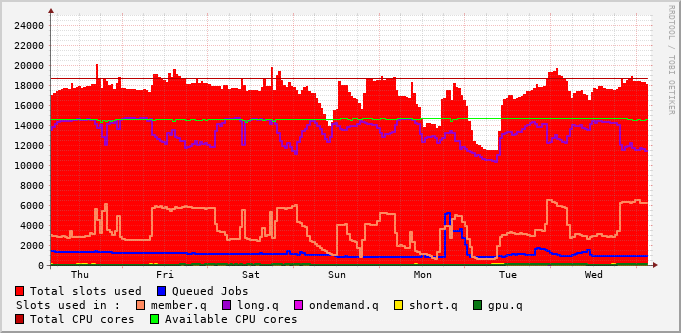 24000
22000
20000
18000
16000
14000
12000
10000
8000
6000
4000
2000
0
Thu Fri Sat Sun Mon Tue Wed
RRDTOOL / TOBI OETIKER
Total slots used Queued Jobs
Slots used in : member.q long.q ondemand.q short.q gpu.q
Total CPU cores Available CPU cores